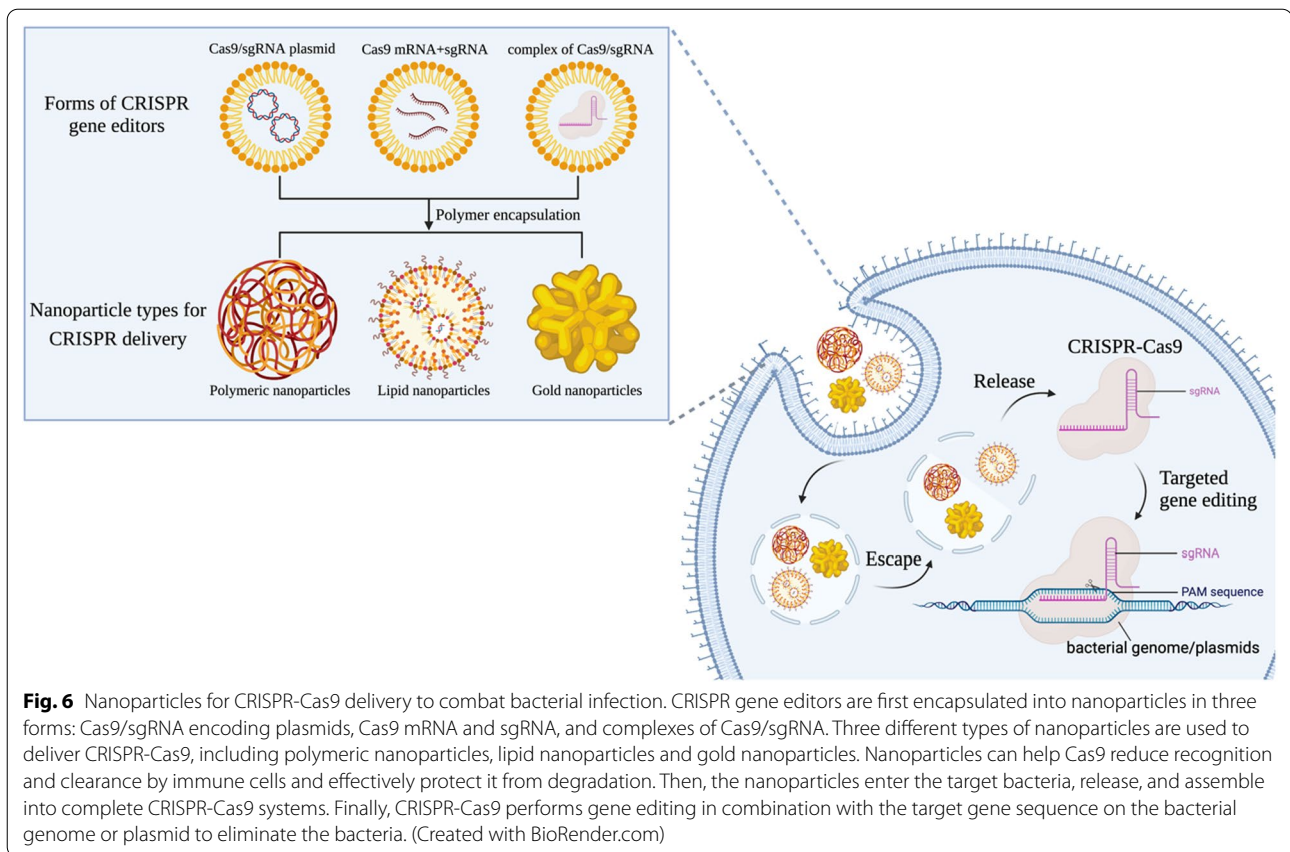 Cas9/sgRNA plasmid
Cas9 mRNA+sgRNA
complex of Cas9/sgRNA
Forms of CRISPR
gene editors
Polymer encapsulation
Nanoparticle types for
CRISPR delivery
Polymeric nanoparticles
Lipid nanoparticles
Gold nanoparticles
CRISPR-Cas9
Release
sgRNA
Targeted
gene editing
Escape
sgRNA
PAM sequence
bacterial genome/plasmids
Fig. 6 Nanoparticles for CRISPR-Cas9 delivery to combat bacterial infection. CRISPR gene editors are first encapsulated into nanoparticles in three
forms: Cas9/sgRNA encoding plasmids, Cas9 mRNA and sgRNA, and complexes of Cas9/sgRNA. Three different types of nanoparticles are used to
deliver CRISPR-Cas9, including polymeric nanoparticles, lipid nanoparticles and gold nanoparticles. Nanoparticles can help Cas9 reduce recognition
and clearance by immune cells and effectively protect it from degradation. Then, the nanoparticles enter the target bacteria, release, and assemble
into complete CRISPR-Cas9 systems. Finally, CRISPR-Cas9 performs gene editing in combination with the target gene sequence on the bacterial
genome or plasmid to eliminate the bacteria. (Created with BioRender.com)